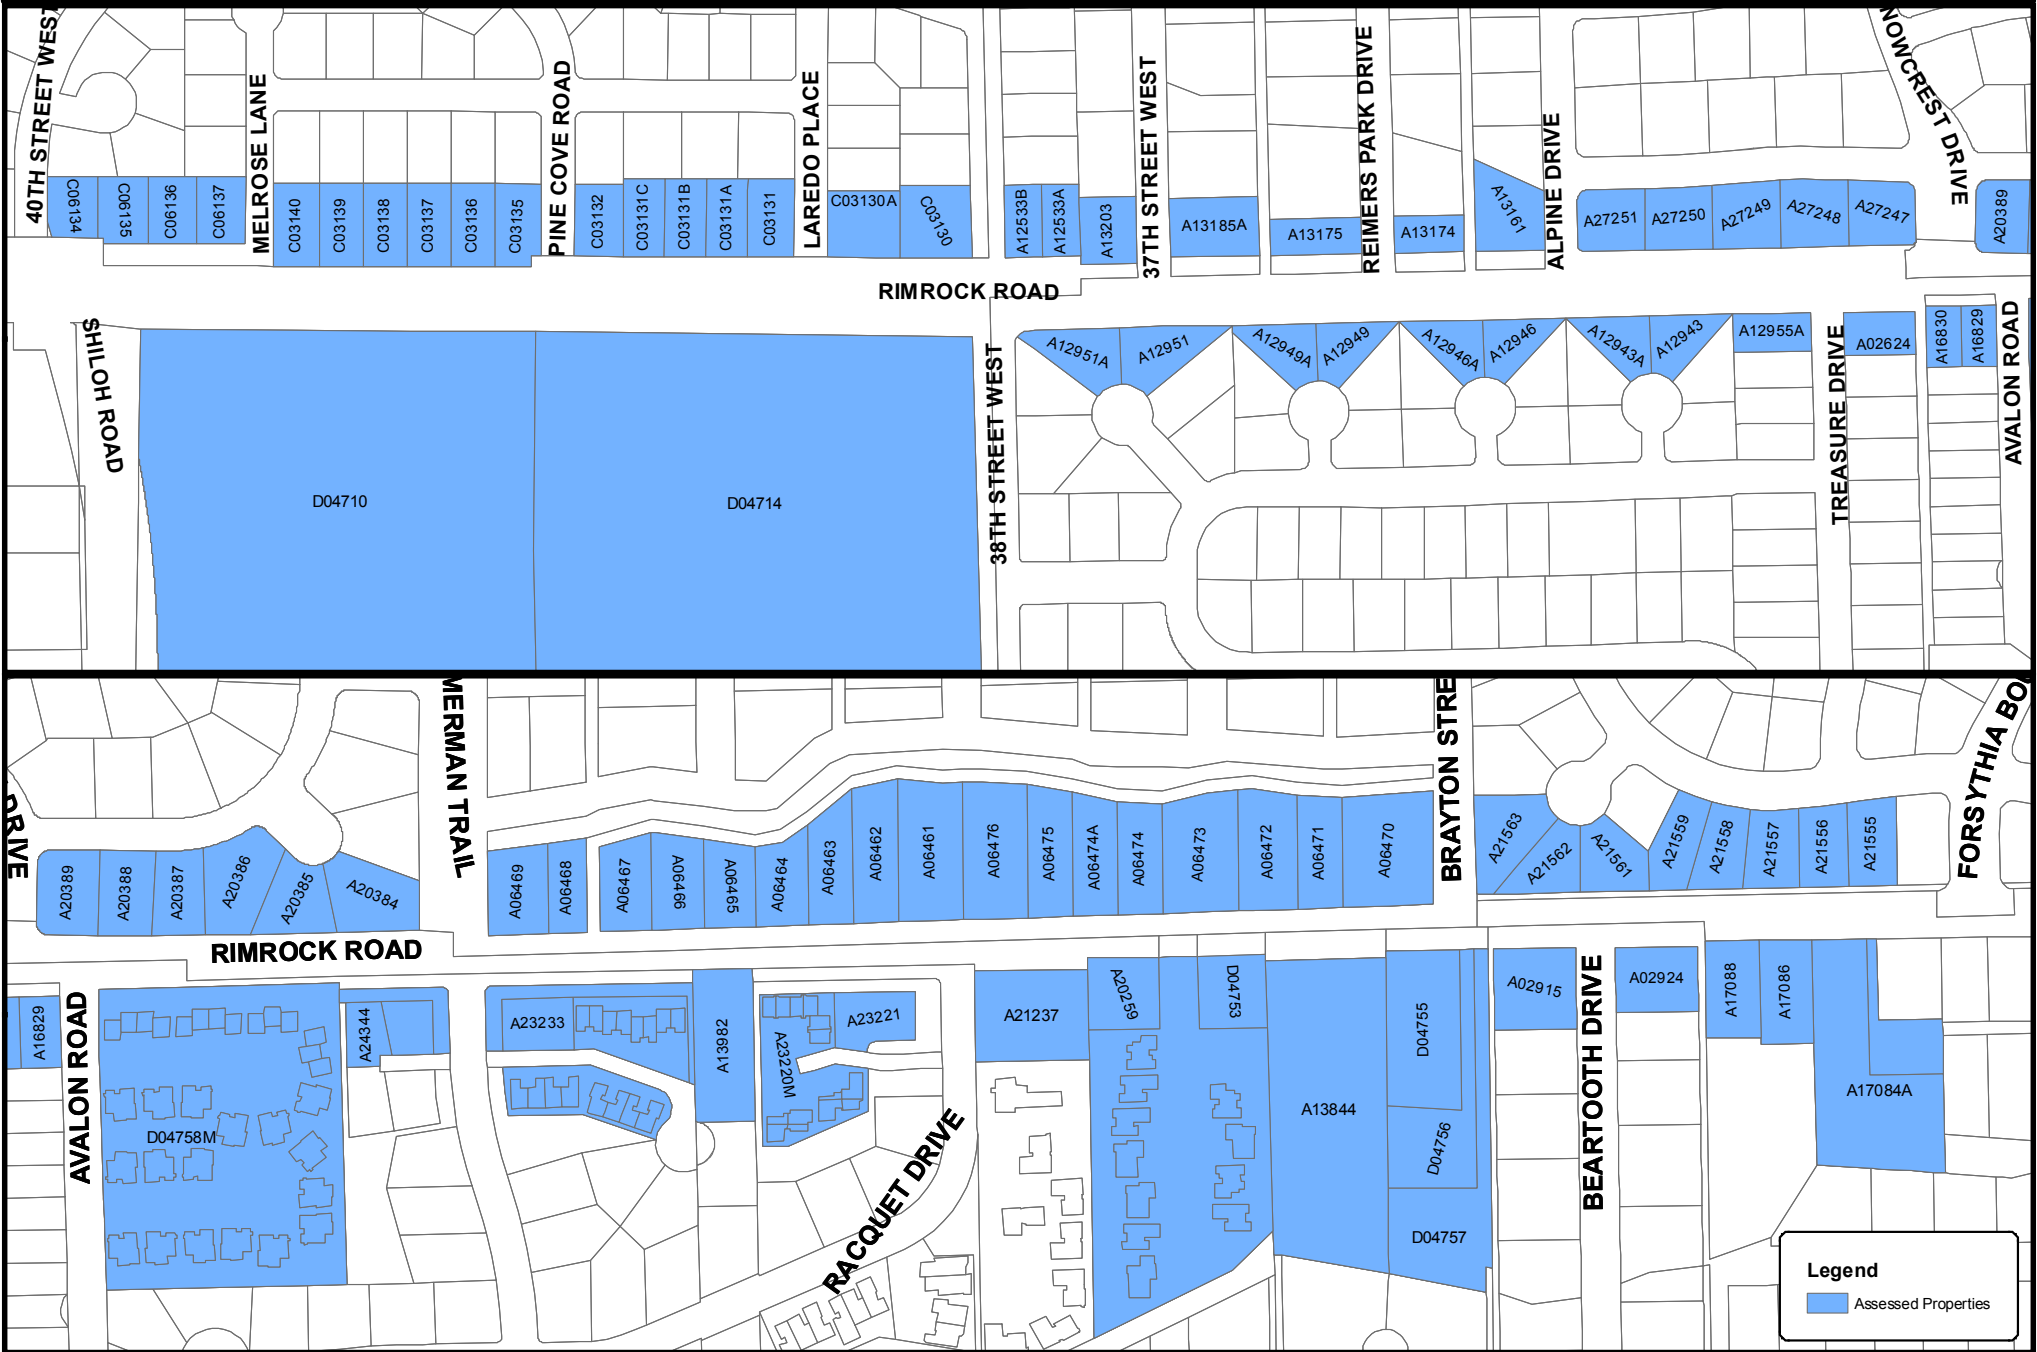 40TH STREET WEST
C06134
C06135
C06136
C06137
MELROSE LANE
C03140
C03139
C03138
C03137
C03136
C03135
PINE COVE ROAD
C03132
C03131C
C03131B
C03131A
C03131
LAREDO PLACE
C03130A
C03130
A12533B
A12533A
A13203
37TH STREET WEST
A13185A
A13175
REIMERS PARK DRIVE
A13174
A13161
ALPINE DRIVE
A27251
A27250
A27249
A27248
A27247
NOWCREST DRIVE
A20389
RIMROCK ROAD
SHILOH ROAD
D04710
D04714
38TH STREET WEST
A12951A
A12951
A12949A
A12949
A12946A
A12946
A12943A
A12943
A12955A
TREASURE DRIVE
A02624
A16830
A16829
AVALON ROAD
DRIVE
A20389
A20388
A20387
A20386
A20385
A20384
MERMAN TRAIL
A06469
A06468
A06467
A06466
A06465
A06464
A06463
A06462
A06461
A06476
A06475
A06474A
A06474
A06473
A06472
A06471
A06470
BRAYTON STRE
A21563
A21562
A21561
A21559
A21558
A21557
A21556
A21555
FORSYTHIA BO
RIMROCK ROAD
A16829
AVALON ROAD
D04758M
A24344
A23233
A13982
A23220M
A23221
RACQUET DRIVE
A21237
A20259
D04753
A13844
D04755
D04756
D04757
A02915
BEARTOOTH DRIVE
A02924
A17088
A17086
A17084A
Legend
Assessed Properties